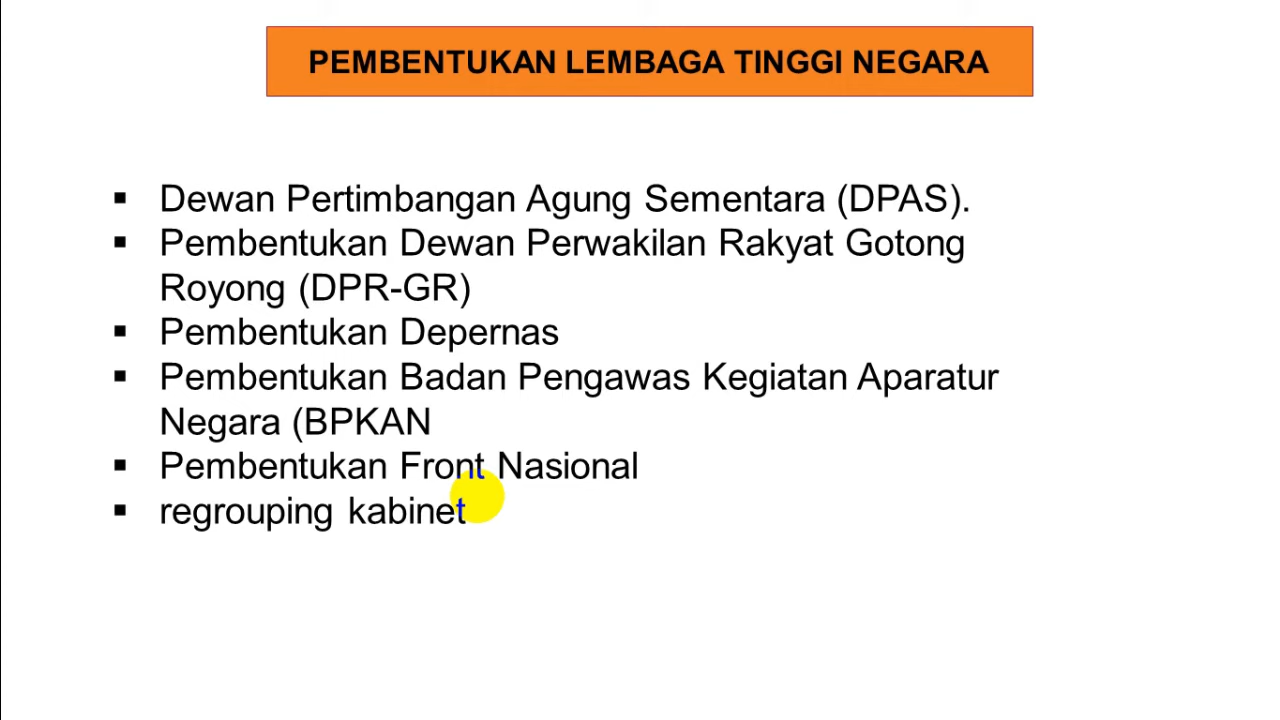 PEMBENTUKAN LEMBAGA TINGGI NEGARA
▪ Dewan Pertimbangan Agung Sementara (DPAS).
▪ Pembentukan Dewan Perwakilan Rakyat Gotong
Royong (DPR-GR)
▪ Pembentukan Depernas
▪ Pembentukan Badan Pengawas Kegiatan Aparatur
Negara (BPKAN
▪ Pembentukan Front Nasional
▪ regrouping kabinet